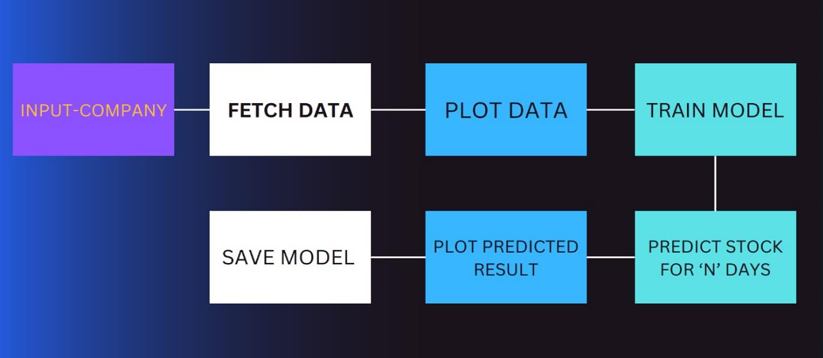 INPUT-COMPANY
FETCH DATA
PLOT DATA
TRAIN MODEL
SAVE MODEL
PLOT PREDICTED
RESULT
PREDICT STOCK
FOR ‘N’ DAYS